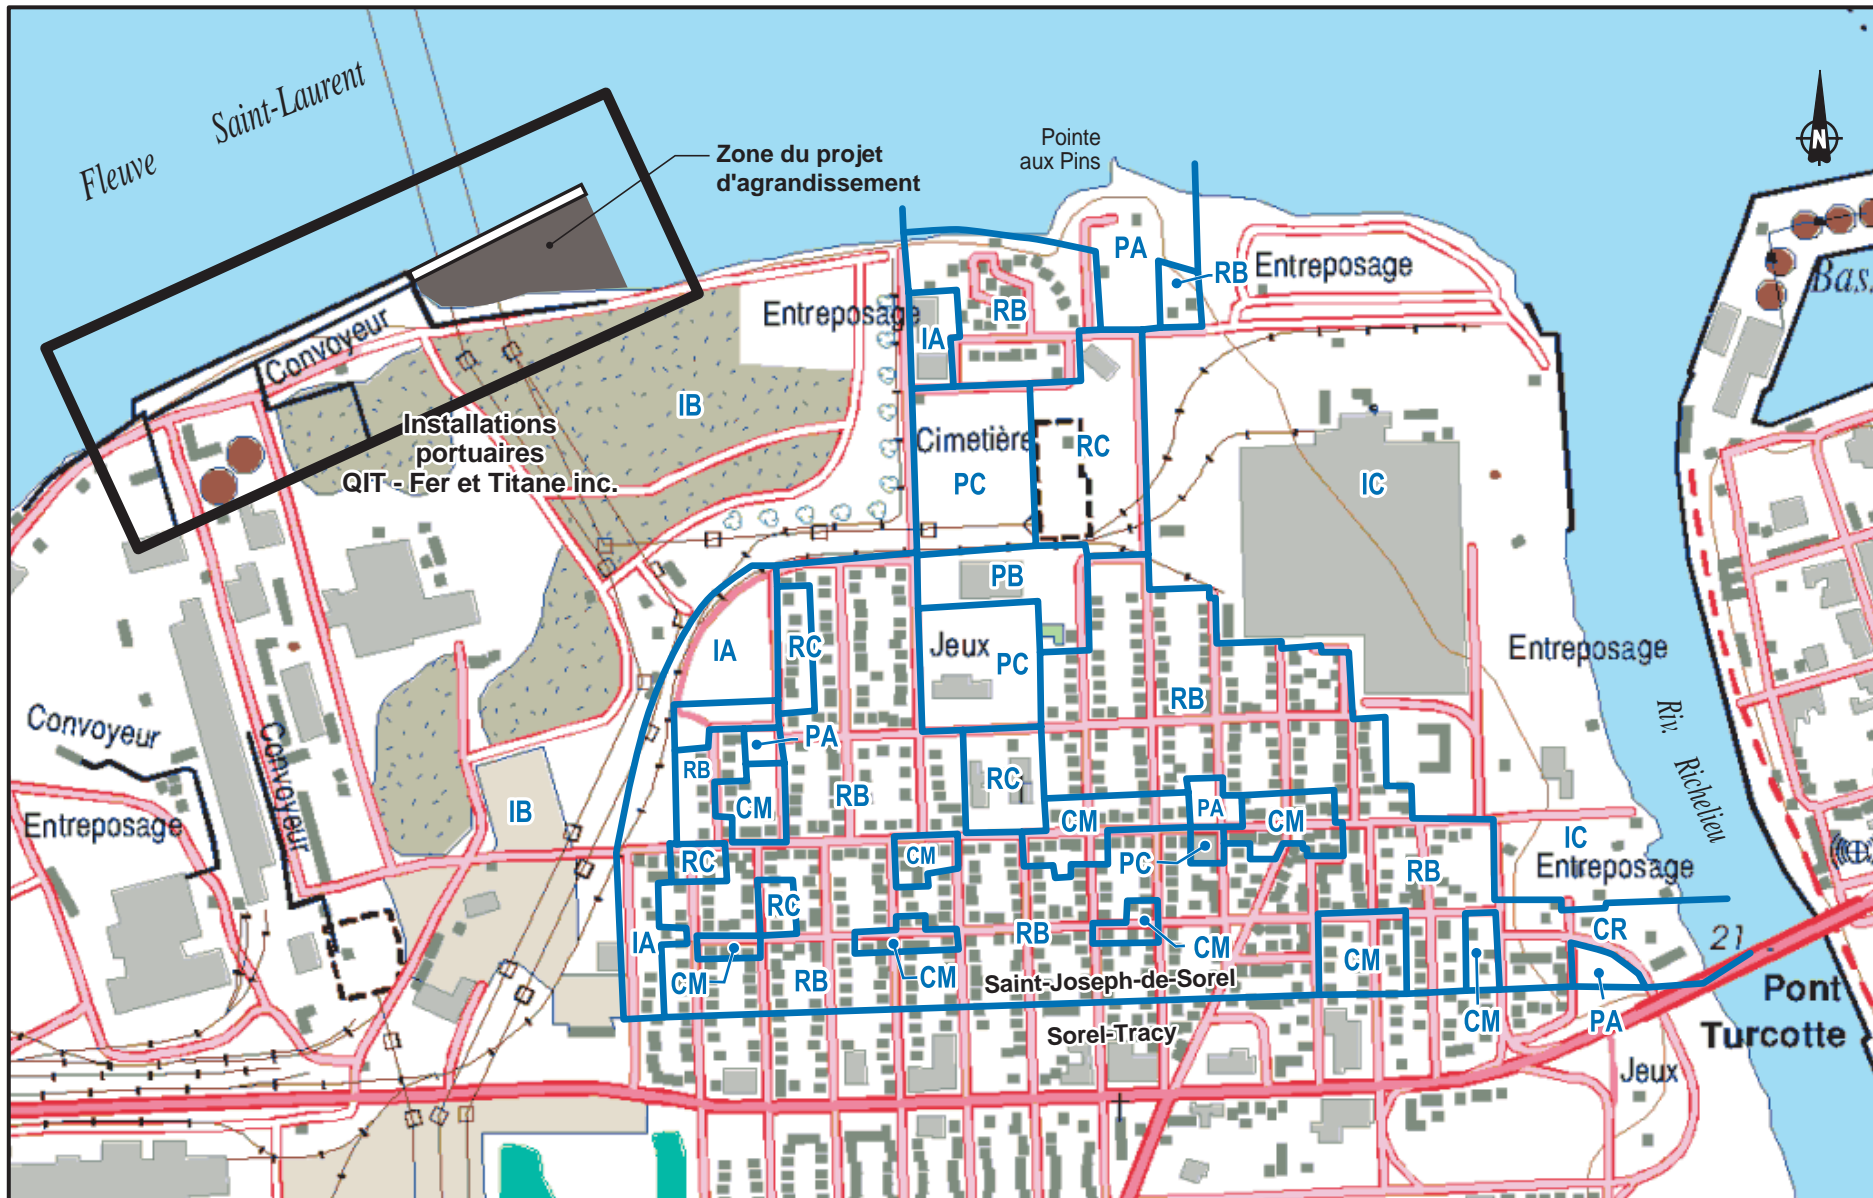 Fleuve Saint-Laurent
Zone du projet
d'agrandissement
Pointe
aux Pins
N
PA
RB
Entreposage
Bas.
Entreposage
RB
IA
Convoyeur
IB
Installations
portuaires
QIT - Fer et Titane inc.
Cimetière
RC
PC
IC
PB
IA
RC
Jeux
PC
RB
Entreposage
Riv. Richelieu
Convoyeur
Convoyeur
PA
RB
CM
RB
RC
IB
CM
PA
CM
Entreposage
IC
Entreposage
RC
CM
PC
RB
RC
IA
RB
CM
CM
CM
CM
RB
CM
CR
21
PA
Saint-Joseph-de-Sorel
Sorel-Tracy
Pont
Turcotte
Jeux